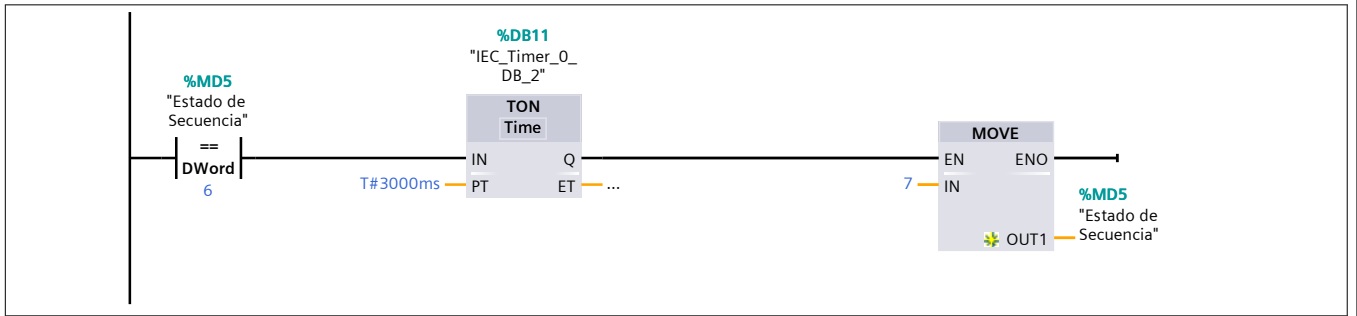 %DB11
"IEC_Timer_0_
DB_2"
%MD5
"Estado de
Secuencia"
==
DWord
6
TON
Time
IN
Q
T#3000ms
PT
ET
...
MOVE
EN
ENO
7
IN
OUT1
%MD5
"Estado de
Secuencia"